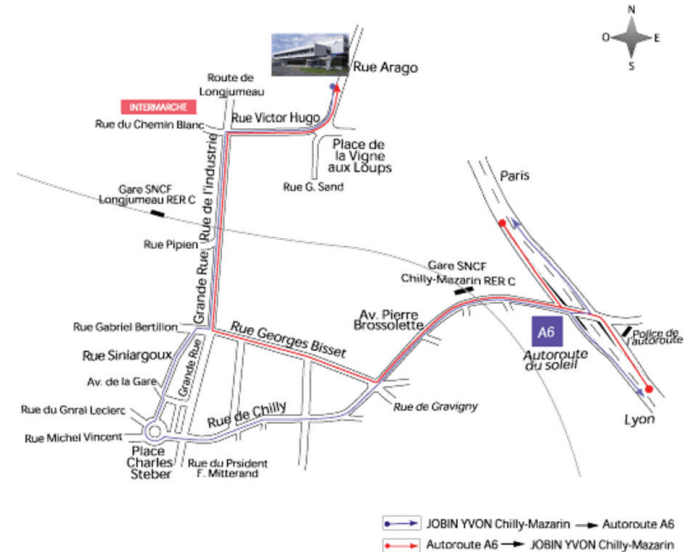 N
O
E
S
Rue Arago
Route de
Longjumeau
INTERMARCHE
Rue Victor Hugo
Rue du Chemin Blanc
Place de
la Vigne
aux Loups
Rue G. Sand
Paris
Rue de l'industrie
Gare SNCF
Longjumeau RER C
Rue Pipien
Gare SNCF
Chilly-Mazarin RER C
Grande Rue
Av. Pierre
Brossolette
Rue Gabriel Bertillon
Rue Georges Bisset
A6
Police de
l'autoroute
Rue Siniargoux
Grande Rue
Autoroute
du soleil
Av. de la Gare
Rue du Gnral Leclerc
Rue de Chilly
Rue de Gravigny
Lyon
Rue Michel Vincent
Place
Charles
Steber
Rue du Prsident
F. Mitterand
JOBIN YVON Chilly-Mazarin → Autoroute A6
Autoroute A6 → JOBIN YVON Chilly-Mazarin